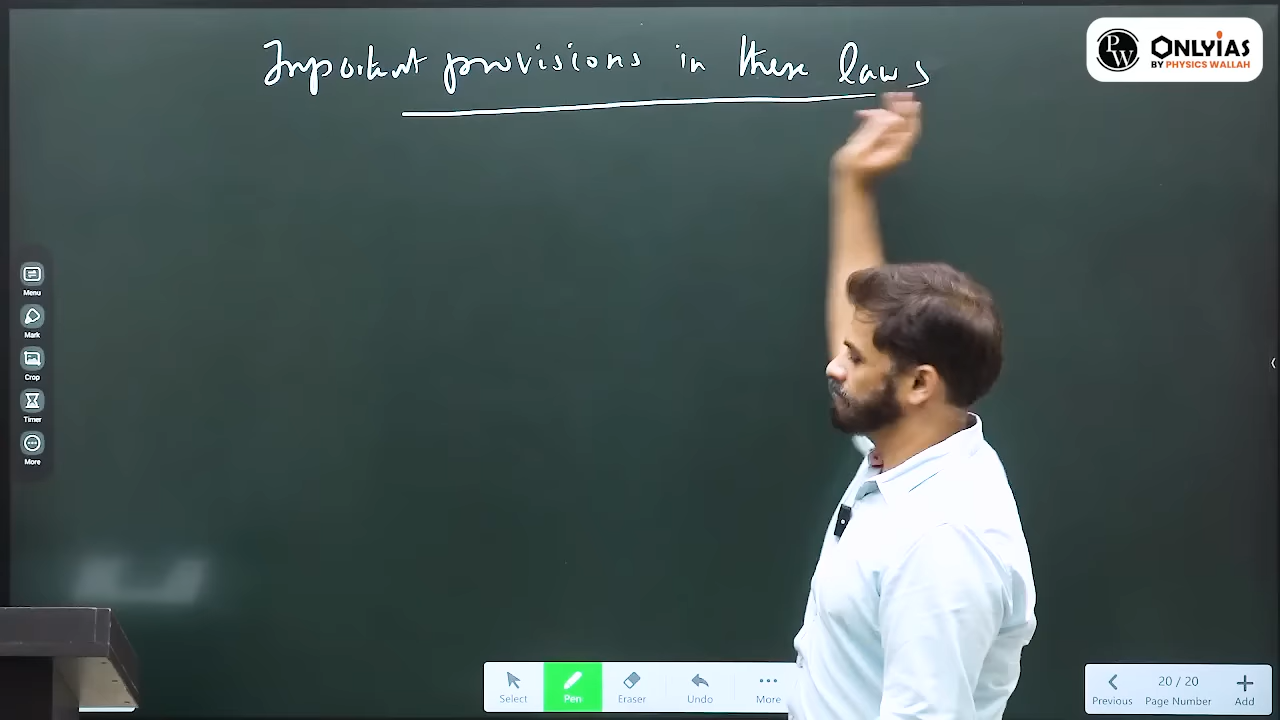 Important provisions in these laws
PW ONLYIAS
BY PHYSICS WALLAH
Menu
Mark
Crop
Timer
More
Select
Pen
Eraser
Undo
More
20 / 20
Previous
Page Number
Add